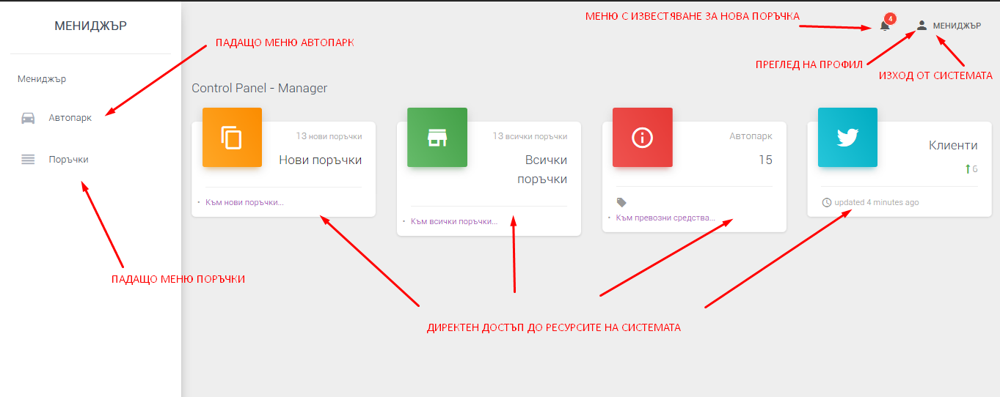 МЕНИДЖЪР
МЕНЮ С ИЗВЕСТЯВАНЕ ЗА НОВА ПОРЪЧКА
4
МЕНИДЖЪР
ПАДАЩО МЕНЮ АВТОПАРК
ПРЕГЛЕД НА ПРОФИЛ
ИЗХОД ОТ СИСТЕМАТА
Мениджър
Автопарк
Поръчки
ПАДАЩО МЕНЮ ПОРЪЧКИ
Control Panel - Manager
13 нови поръчки
Нови поръчки
Към нови поръчки...
13 всички поръчки
Всички
поръчки
Към всички поръчки...
Автопарк
15
Към превозни средства...
Клиенти
6
updated 4 minutes ago
ДИРЕКТЕН ДОСТЪП ДО РЕСУРСИТЕ НА СИСТЕМАТА